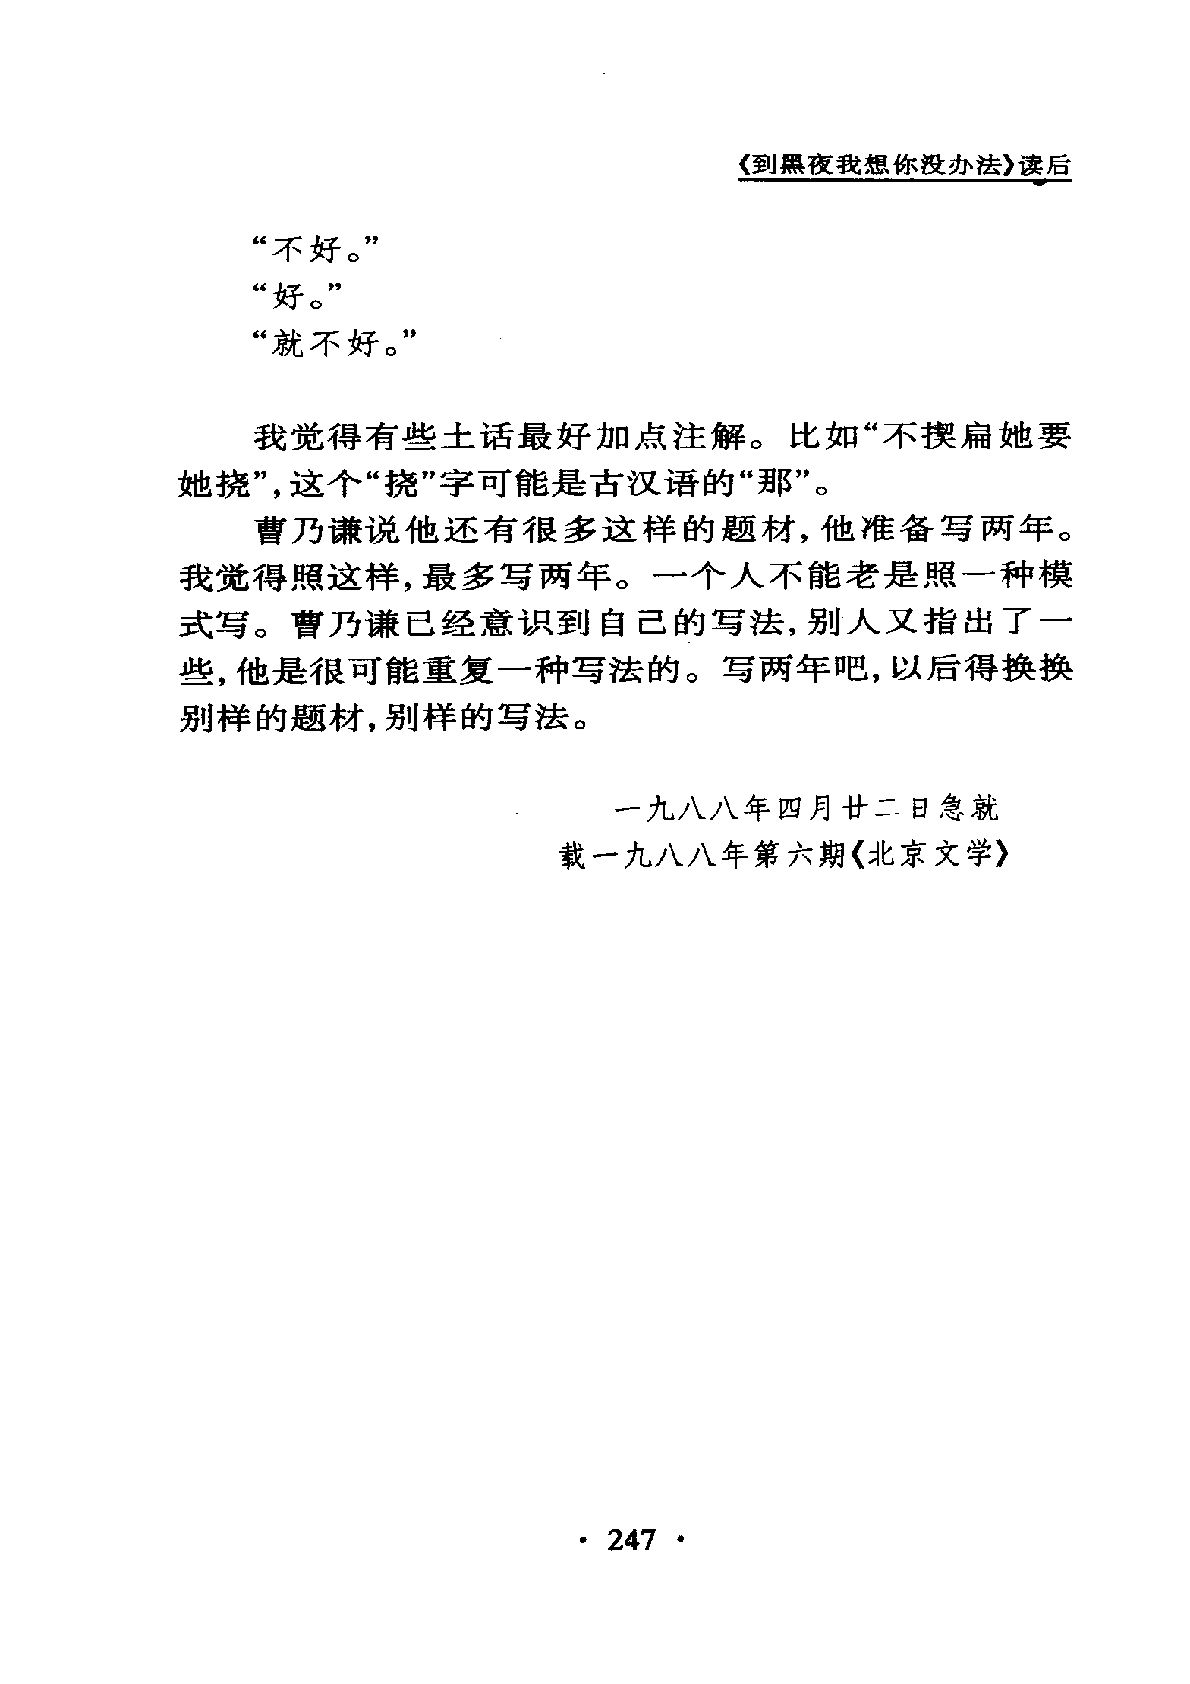 《到黑夜我想你没办法》读后
“不好。”
“好。”
“就不好。”
我觉得有些土话最好加点注解。比如“不揳扁她要
她挠”，这个“挠”字可能是古汉语的“那”。
曹乃谦说他还有很多这样的题材，他准备写两年。
我觉得照这样，最多写两年。一个人不能老是照一种模
式写。曹乃谦已经意识到自己的写法，别人又指出了一
些，他是很可能重复一种写法的。写两年吧，以后得换换
别样的题材，别样的写法。
一九八八年四月廿二日急就
载一九八八年第六期《北京文学》
· 247 ·